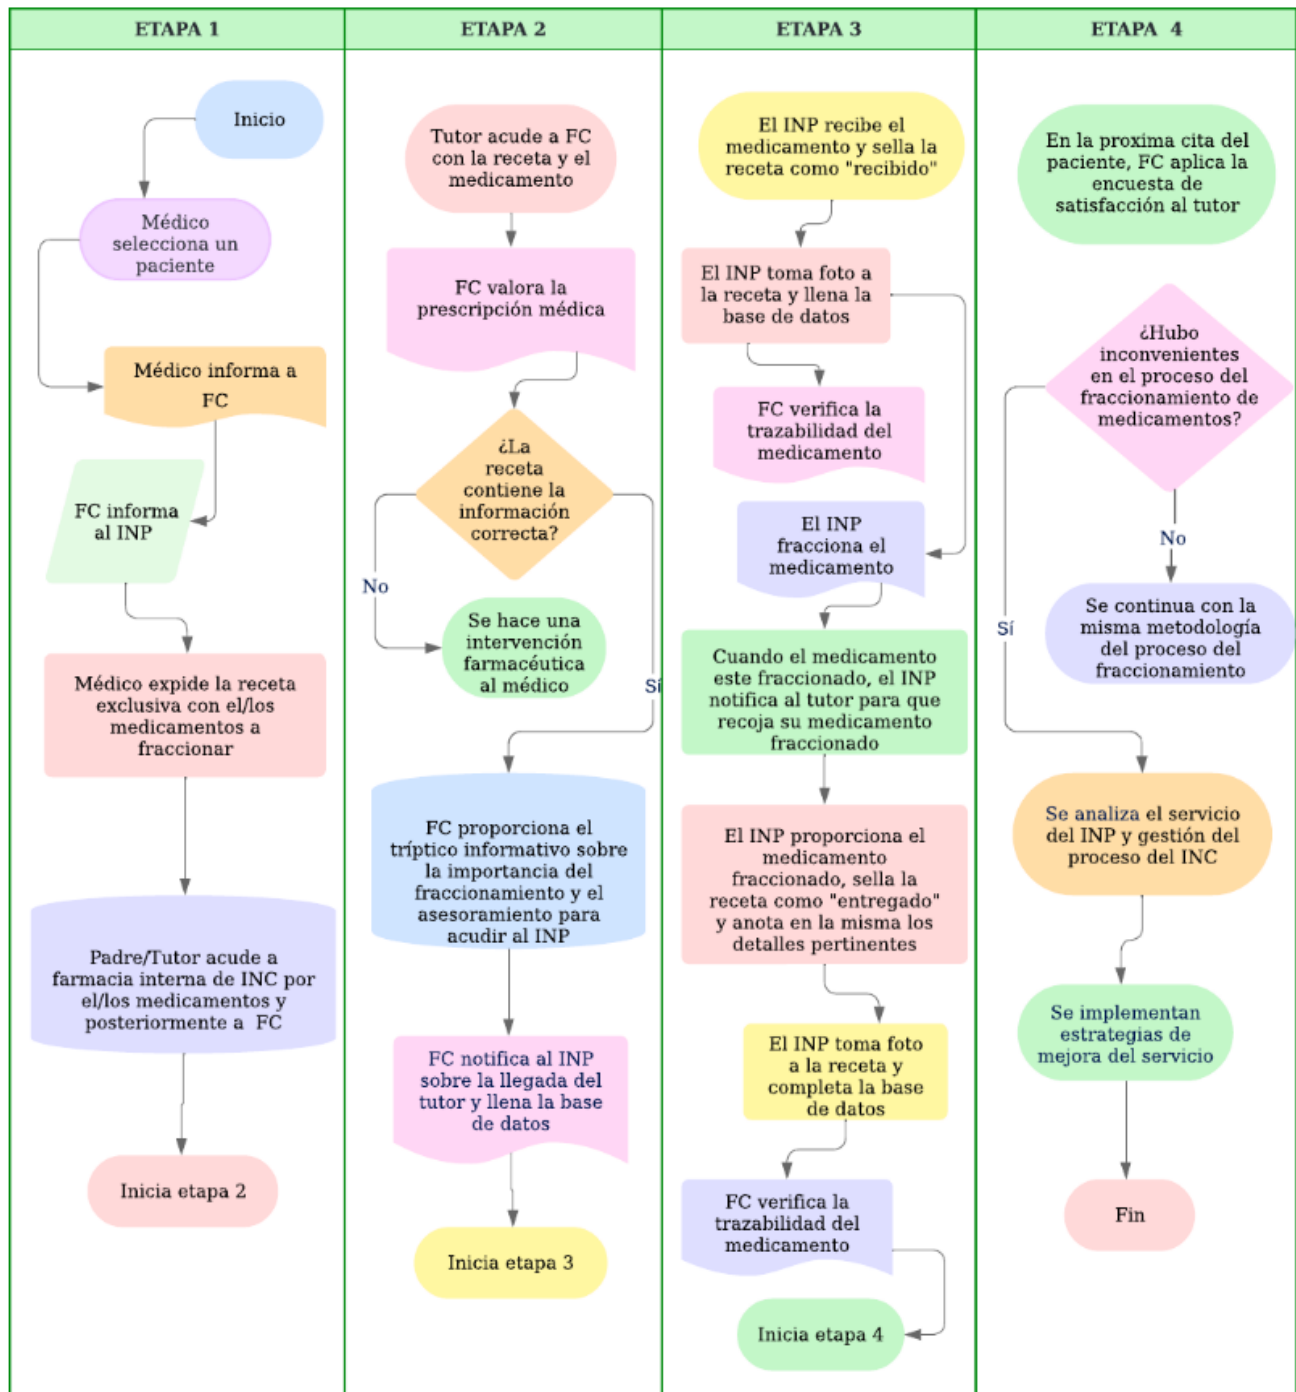 ETAPA 1
Inicio
Médico
selecciona un
paciente
Médico informa a
FC
FC informa
al INP
Médico expide la receta
exclusiva con el/los
medicamentos a
fraccionar
Padre/Tutor acude a
farmacia interna de INC por
el/los medicamentos y
posteriormente a FC
Inicia etapa 2
ETAPA 2
Tutor acude a FC
con la receta y el
medicamento
FC valora la
prescripción médica
¿La
receta
contiene la
información
correcta?
No
Se hace una
intervención
farmacéutica
al médico
Sí
FC proporciona el
tríptico informativo sobre
la importancia del
fraccionamiento y el
asesoramiento para
acudir al INP
FC notifica al INP
sobre la llegada del
tutor y llena la base
de datos
Inicia etapa 3
ETAPA 3
El INP recibe el
medicamento y sella la
receta como "recibido"
El INP toma foto a
la receta y llena la
base de datos
FC verifica la
trazabilidad del
medicamento
El INP
fracciona el
medicamento
Cuando el medicamento
este fraccionado, el INP
notifica al tutor para que
recoja su medicamento
fraccionado
El INP proporciona el
medicamento
fraccionado, sella la
receta como "entregado"
y anota en la misma los
detalles pertinentes
El INP toma foto
a la receta y
completa la base
de datos
FC verifica la
trazabilidad del
medicamento
Inicia etapa 4
ETAPA 4
En la proxima cita del
paciente, FC aplica la
encuesta de
satisfacción al tutor
¿Hubo
inconvenientes
en el proceso del
fraccionamiento de
medicamentos?
No
Se continua con la
misma metodología
del proceso del
fraccionamiento
Sí
Se analiza el servicio
del INP y gestión del
proceso del INC
Se implementan
estrategias de
mejora del servicio
Fin